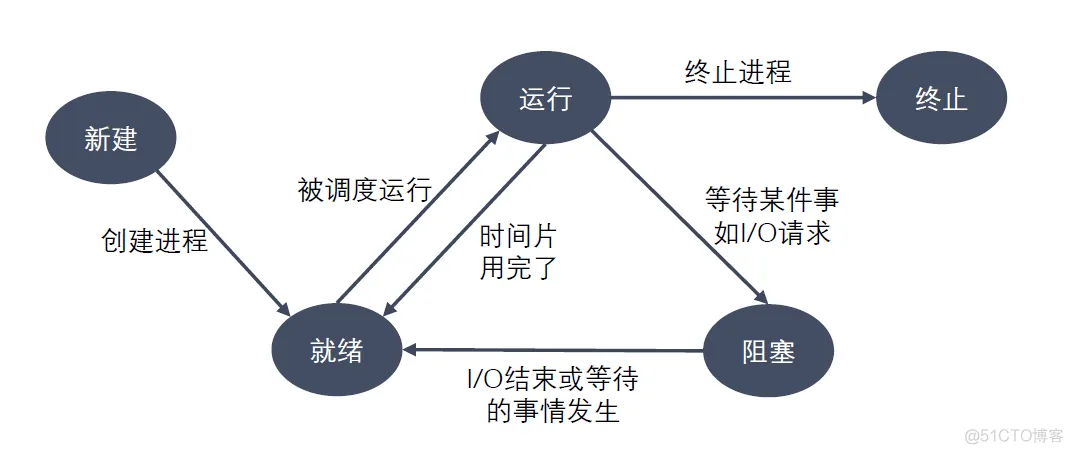 运行
终止进程
终止
新建
被调度运行
创建进程
时间片
用完了
等待某件事
如I/O请求
就绪
阻塞
I/O结束或等待
的事情发生
@51CTO博客